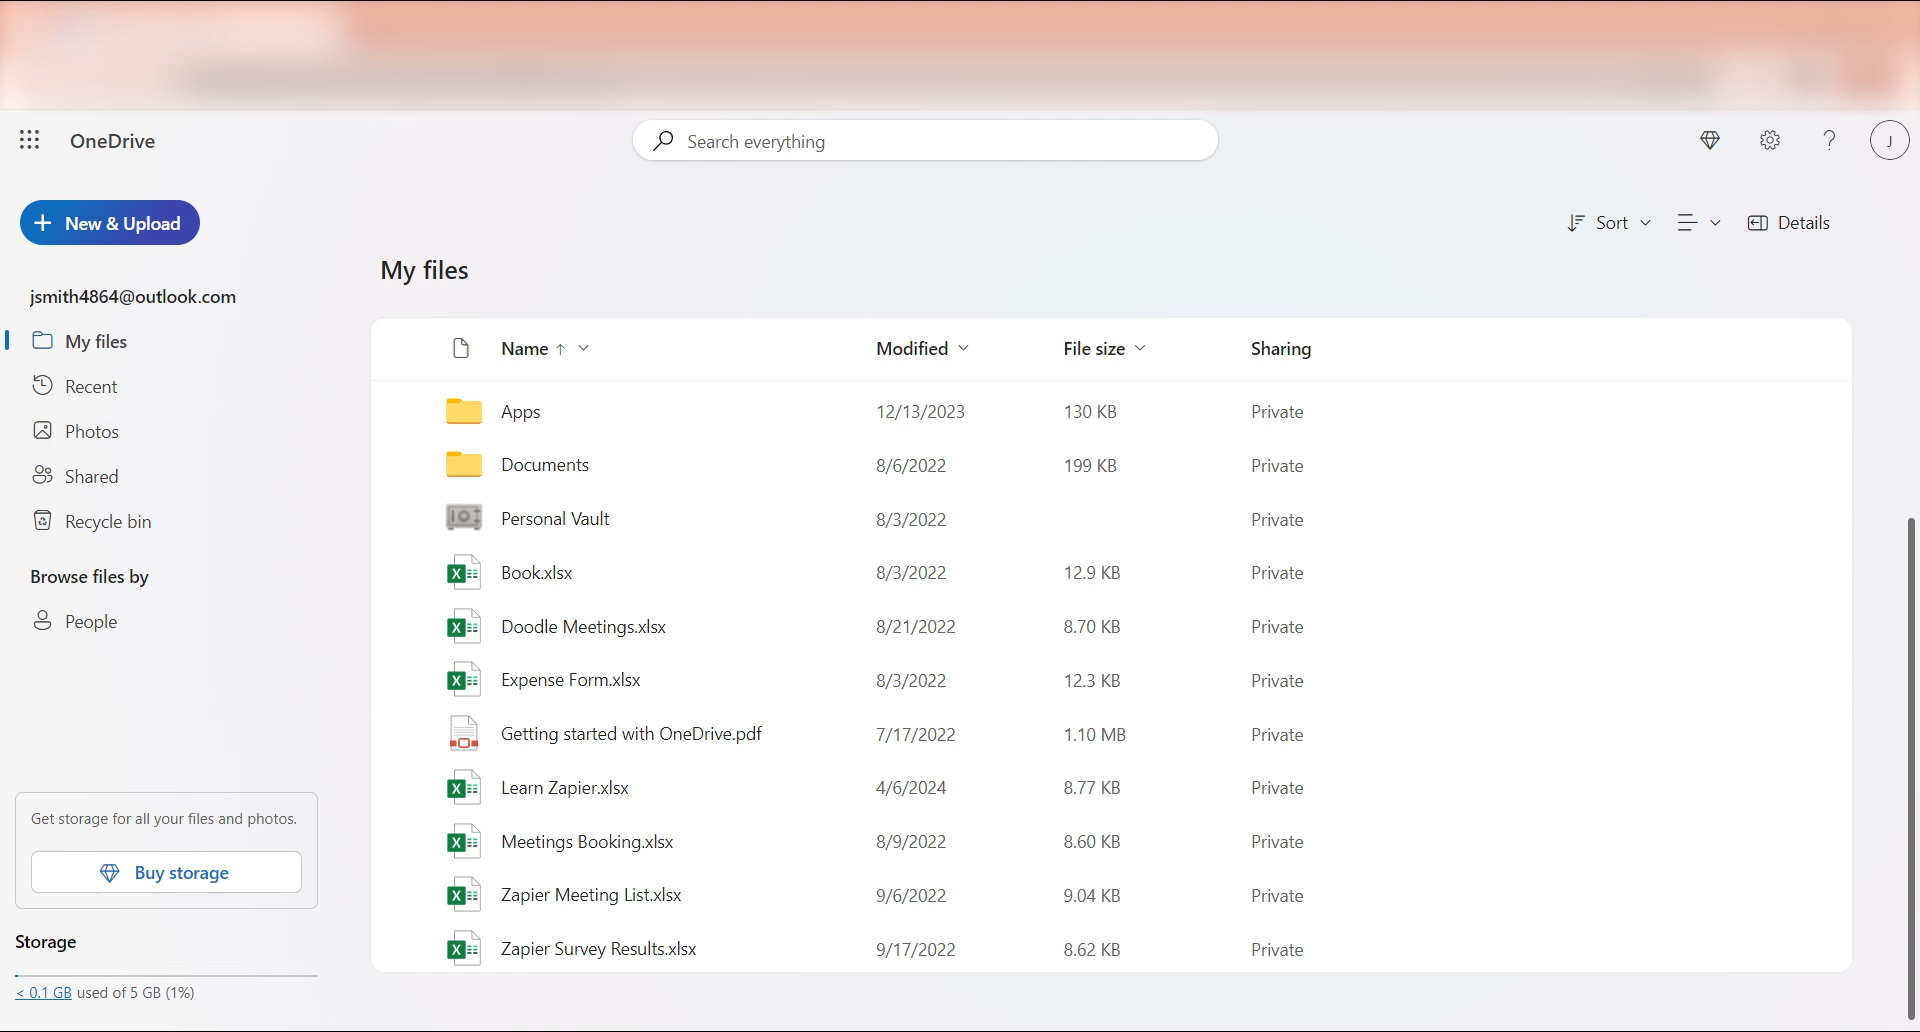 OneDrive
Search everything
J
New & Upload
Sort
Details
jsmith4864@outlook.com
My files
Recent
Photos
Shared
Recycle bin
Browse files by
People
Get storage for all your files and photos.
Buy storage
Storage
< 0.1 GB used of 5 GB (1%)
My files
Name Modified File size Sharing
Apps 12/13/2023 130 KB Private
Documents 8/6/2022 199 KB Private
Personal Vault 8/3/2022 Private
Book.xlsx 8/3/2022 12.9 KB Private
Doodle Meetings.xlsx 8/21/2022 8.70 KB Private
Expense Form.xlsx 8/3/2022 12.3 KB Private
Getting started with OneDrive.pdf 7/17/2022 1.10 MB Private
Learn Zapier.xlsx 4/6/2024 8.77 KB Private
Meetings Booking.xlsx 8/9/2022 8.60 KB Private
Zapier Meeting List.xlsx 9/6/2022 9.04 KB Private
Zapier Survey Results.xlsx 9/17/2022 8.62 KB Private